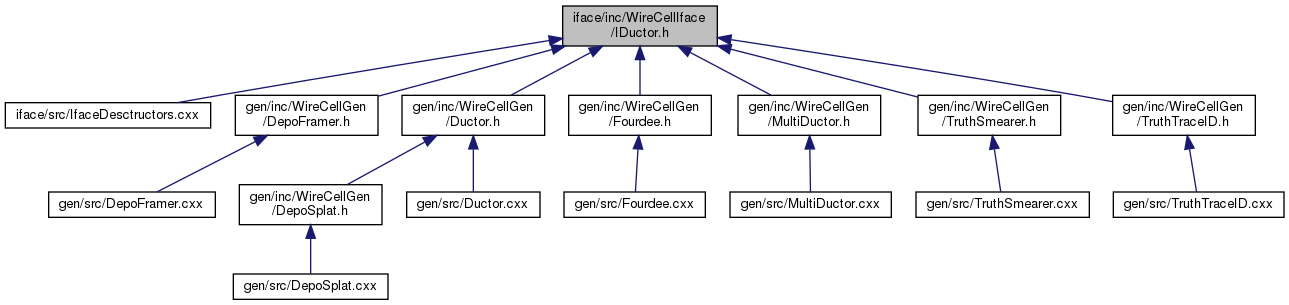 iface/inc/WireCellIface
/IDuctor.h
iface/src/IfaceDesctructors.cxx
gen/inc/WireCellGen
/DepoFramer.h
gen/inc/WireCellGen
/Ductor.h
gen/inc/WireCellGen
/Fourdee.h
gen/inc/WireCellGen
/MultiDuctor.h
gen/inc/WireCellGen
/TruthSmearer.h
gen/inc/WireCellGen
/TruthTraceID.h
gen/src/DepoFramer.cxx
gen/inc/WireCellGen
/DepoSplat.h
gen/src/Ductor.cxx
gen/src/Fourdee.cxx
gen/src/MultiDuctor.cxx
gen/src/TruthSmearer.cxx
gen/src/TruthTraceID.cxx
gen/src/DepoSplat.cxx